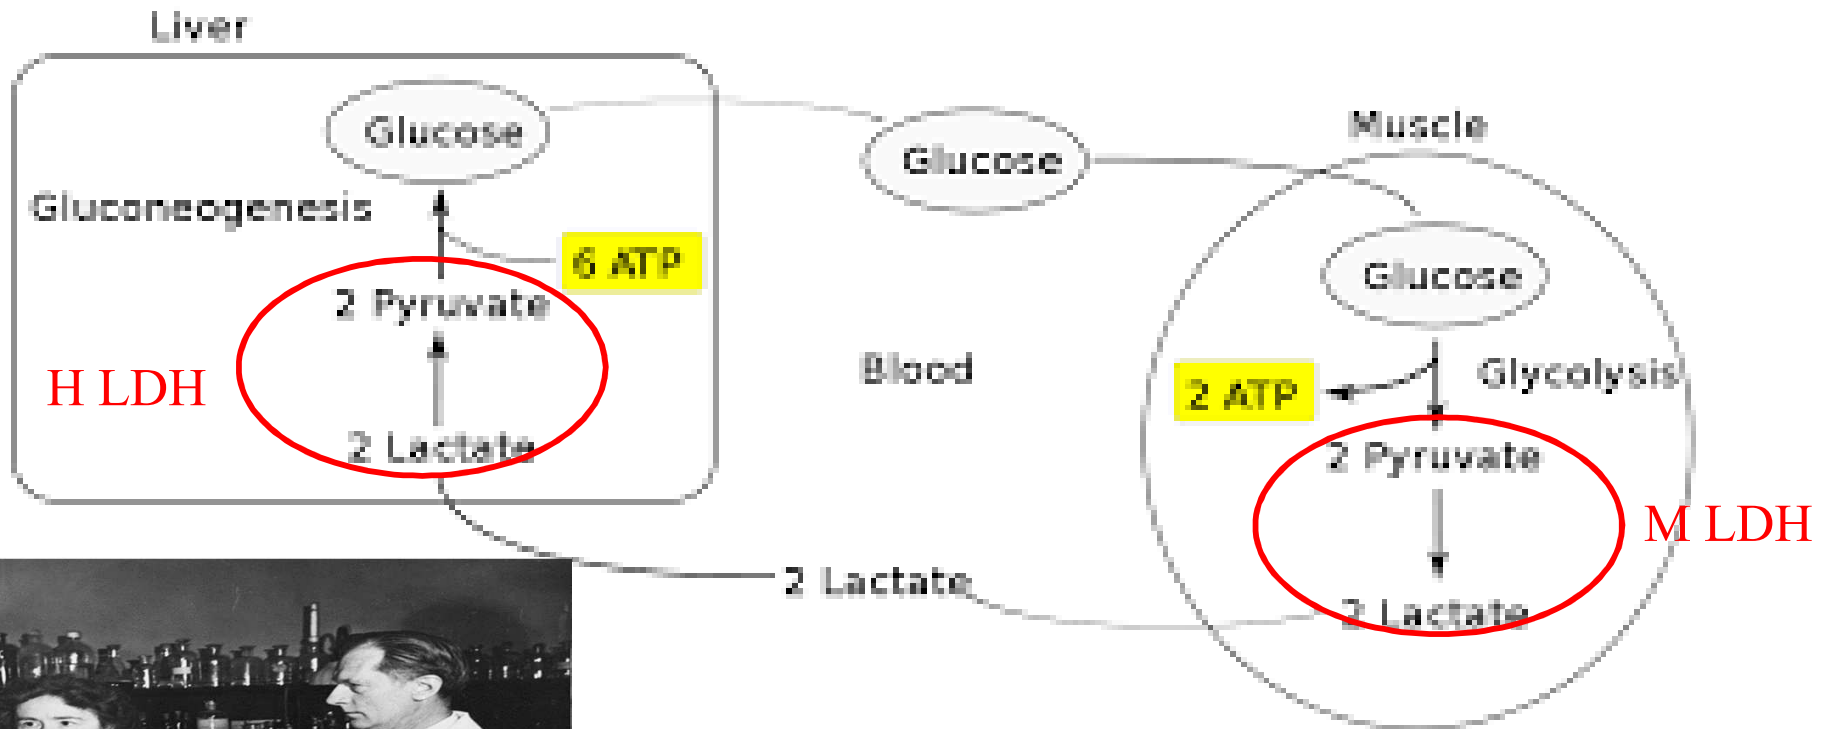 Liver
Glucose
Gluconeogenesis
6 ATP
2 Pyruvate
H LDH
2 Lactate
Glucose
Blood
2 Lactate
Muscle
Glucose
2 ATP
Glycolysis
2 Pyruvate
M LDH
2 Lactate